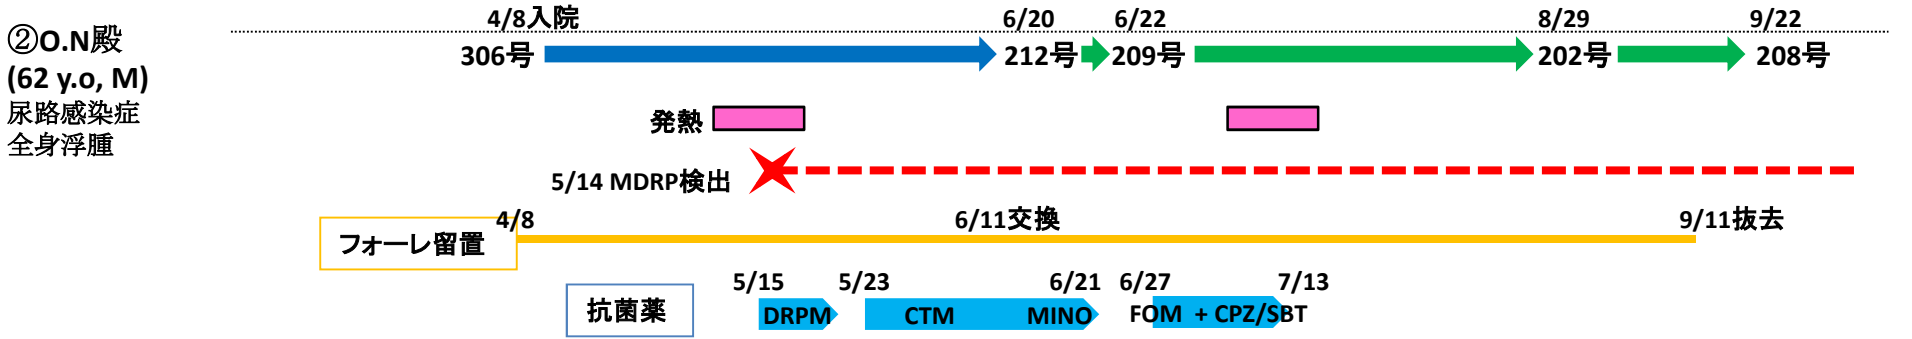 ②O.N殿
(62 y.o, M)
尿路感染症
全身浮腫
4/8入院 6/20 6/22 8/29 9/22
306号 212号 209号 202号 208号
発熱
5/14 MDRP検出
4/8 6/11交換 9/11抜去
フォーレ留置
5/15 5/23 6/21 6/27 7/13
抗菌薬 DRPM CTM MINO FOM + CPZ/SBT